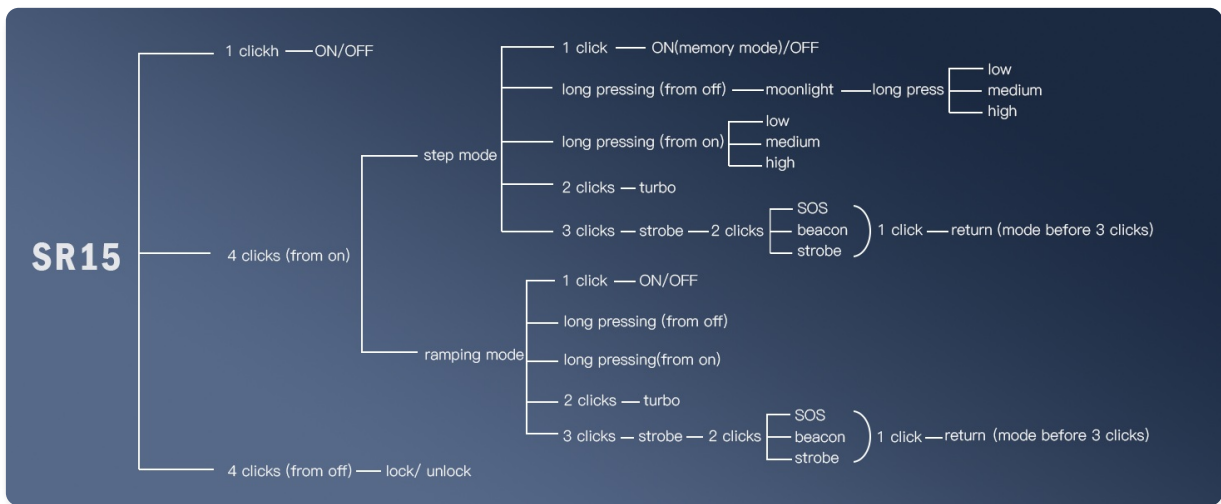 SR15
1 clickh — ON/OFF
4 clicks (from on)
step mode
1 click — ON(memory mode)/OFF
long pressing (from off) — moonlight — long press
low
medium
high
long pressing (from on)
low
medium
high
2 clicks — turbo
3 clicks — strobe — 2 clicks
SOS
beacon
strobe
1 click — return (mode before 3 clicks)
ramping mode
1 click — ON/OFF
long pressing (from off)
long pressing(from on)
2 clicks — turbo
3 clicks — strobe — 2 clicks
SOS
beacon
strobe
1 click — return (mode before 3 clicks)
4 clicks (from off) — lock/ unlock